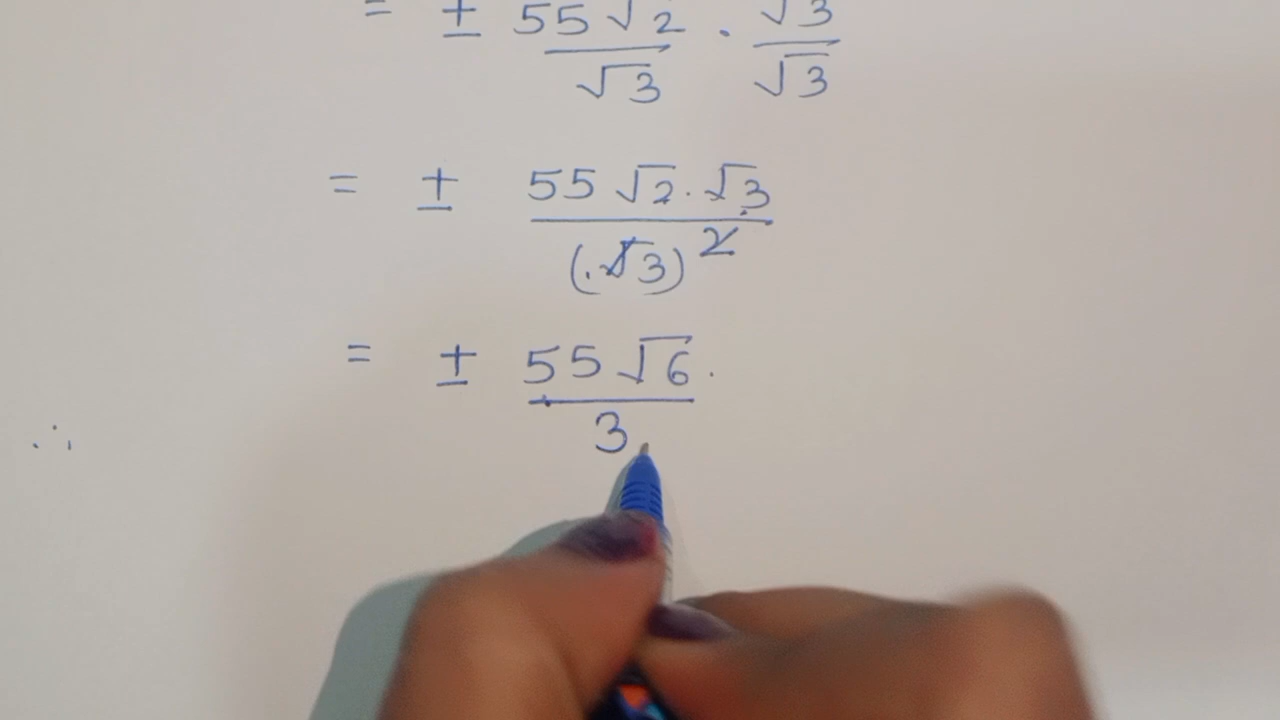 = ± 55√2/√3 · √3/√3
= ± 55√2·√3/(√3)²
= ± 55√6/3
∴